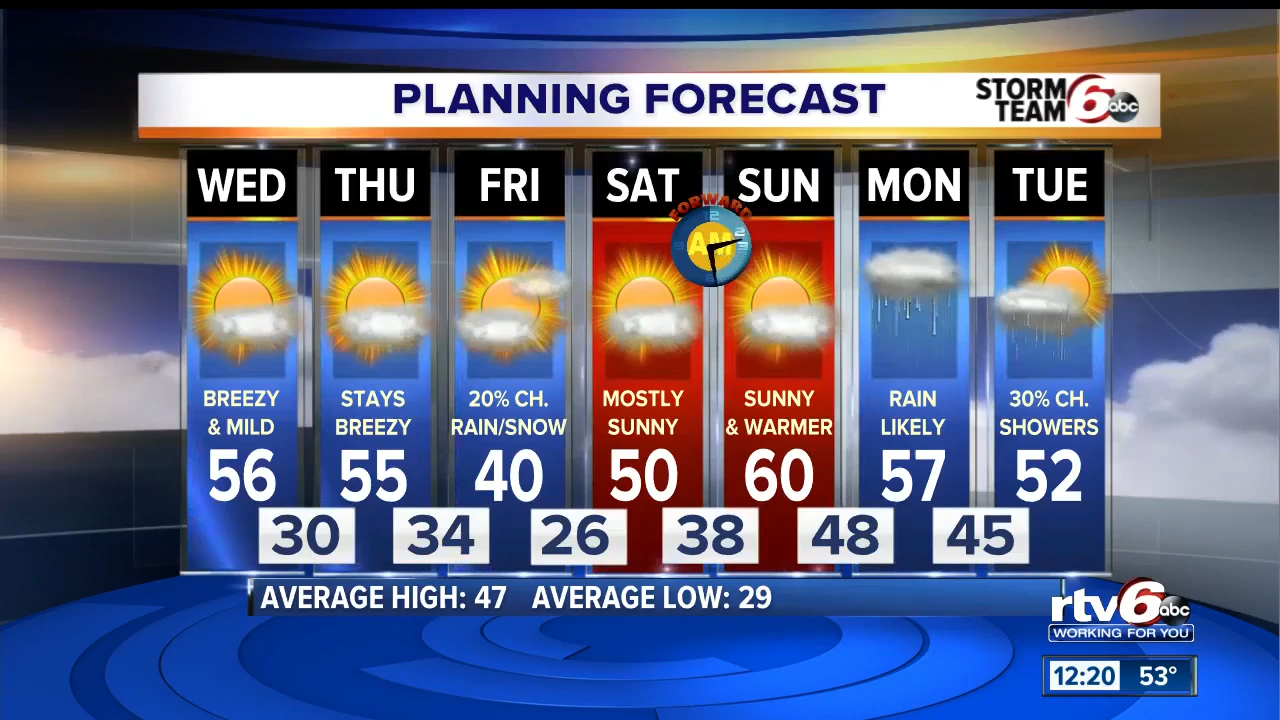 PLANNING FORECAST
STORM
TEAM 6 abc
WED THU FRI SAT SUN MON TUE
FORWARD
12
AM
2
BREEZY
& MILD
56
STAYS
BREEZY
55
20% CH.
RAIN/SNOW
40
MOSTLY
SUNNY
50
SUNNY
& WARMER
60
RAIN
LIKELY
57
30% CH.
SHOWERS
52
30 34 26 38 48 45
AVERAGE HIGH: 47 AVERAGE LOW: 29
rtv6 abc
WORKING FOR YOU
12:20 53°